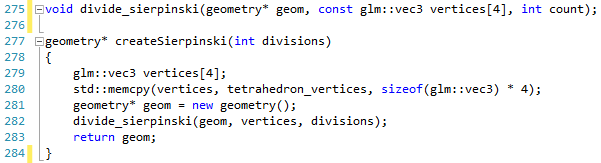 275 void divide_sierpinski(geometry* geom, const glm::vec3 vertices[4], int count);
276
277 geometry* createSierpinski(int divisions)
278 {
279 glm::vec3 vertices[4];
280 std::memcpy(vertices, tetrahedron_vertices, sizeof(glm::vec3) * 4);
281 geometry* geom = new geometry();
282 divide_sierpinski(geom, vertices, divisions);
283 return geom;
284 }